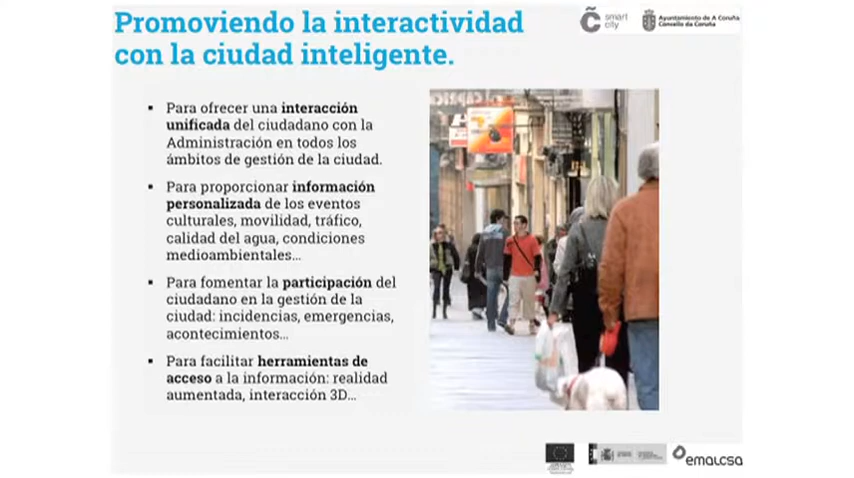 Promoviendo la interactividad
con la ciudad inteligente.
smart
city
Ayuntamiento de A Coruña
Concello da Coruña
▪ Para ofrecer una interacción
unificada del ciudadano con la
Administración en todos los
ámbitos de gestión de la ciudad.
▪ Para proporcionar información
personalizada de los eventos
culturales, movilidad, tráfico,
calidad del agua, condiciones
medioambientales...
▪ Para fomentar la participación del
ciudadano en la gestión de la
ciudad: incidencias, emergencias,
acontecimientos...
▪ Para facilitar herramientas de
acceso a la información: realidad
aumentada, interacción 3D...
emalcsa